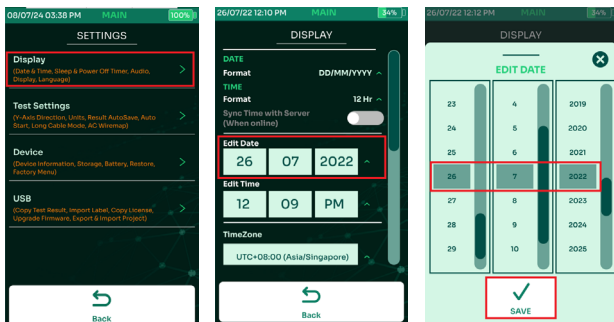 08/07/24 03:38 PM MAIN 100%
SETTINGS
Display
(Date & Time, Sleep & Power Off Timer, Audio,
Display, Language)
Test Settings
(Y-Axis Direction, Units, Result AutoSave, Auto
Start, Long Cable Mode, AC Wiremap)
Device
(Device Information, Storage, Battery, Restore,
Factory Menu)
USB
(Copy Test Result, Import Label, Copy License,
Upgrade Firmware, Export & Import Project)
Back
26/07/22 12:10 PM MAIN 34%
DISPLAY
DATE
Format DD/MM/YYYY
TIME
Format 12 Hr
Sync Time with Server
(When online)
Edit Date
26 07 2022
Edit Time
12 09 PM
TimeZone
UTC+08:00 (Asia/Singapore)
Back
26/07/22 12:12 PM MAIN 34%
DISPLAY
EDIT DATE
23 4 2019
24 5 2020
25 6 2021
26 7 2022
27 8 2023
28 9 2024
29 10 2025
SAVE